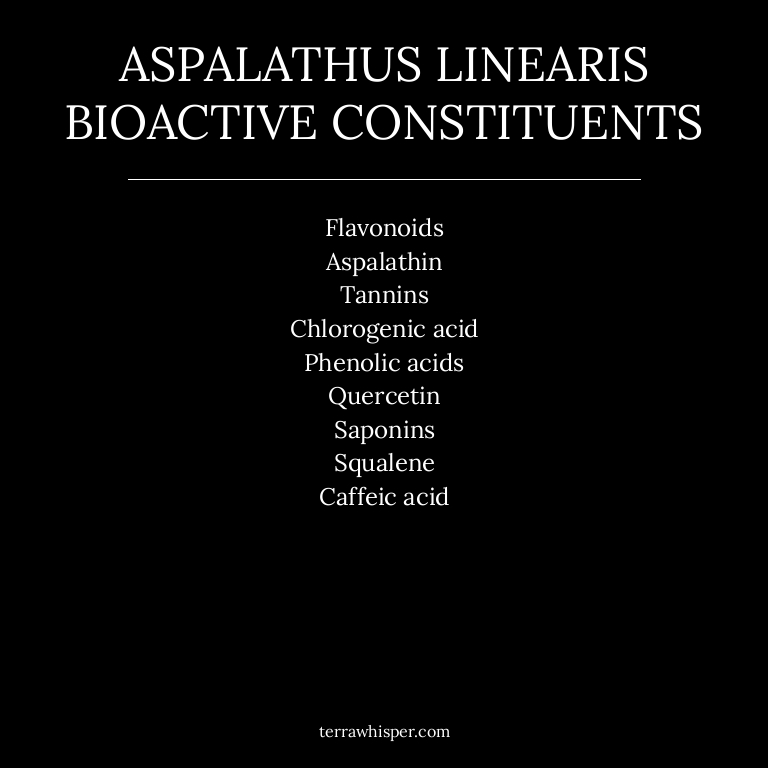 ASPALATHUS LINEARIS
BIOACTIVE CONSTITUENTS
Flavonoids
Aspalathin
Tannins
Chlorogenic acid
Phenolic acids
Quercetin
Saponins
Squalene
Caffeic acid
terrawhisper.com